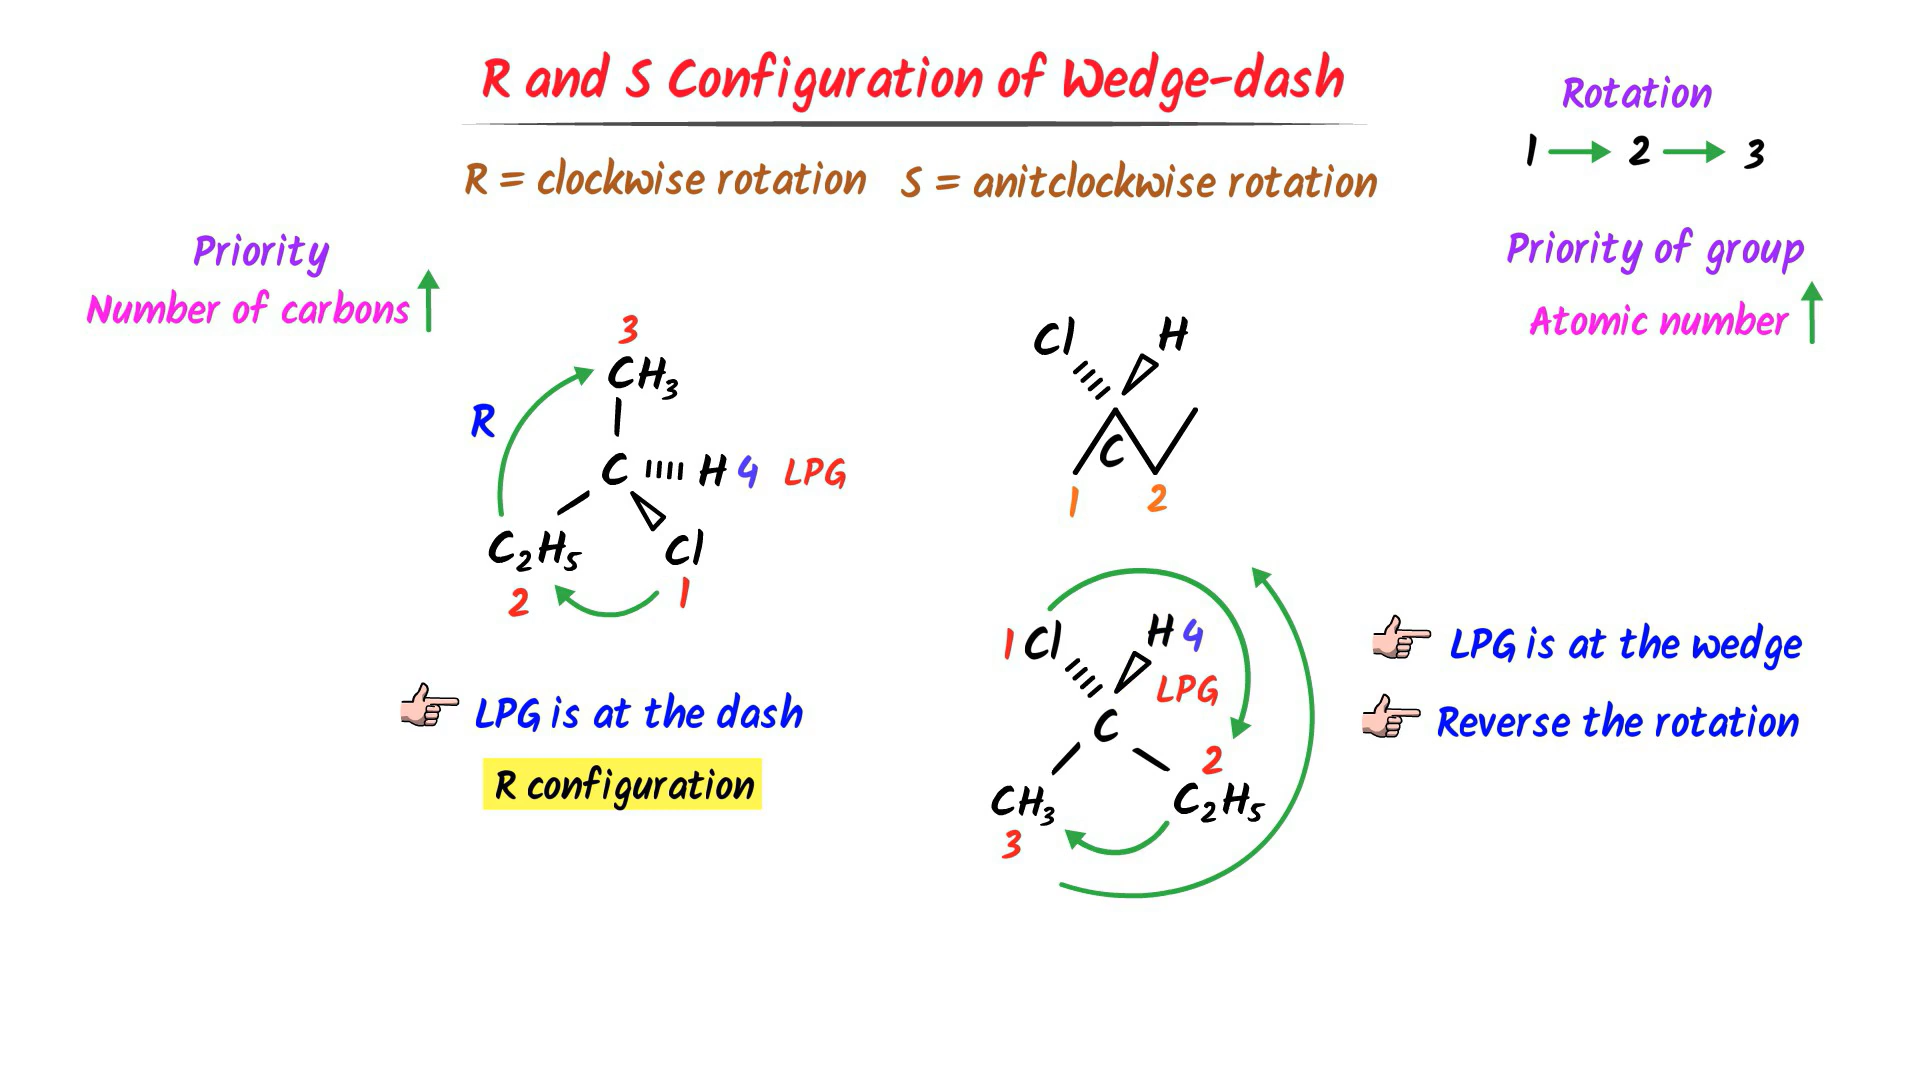 R and S Configuration of Wedge-dash
R = clockwise rotation S = anitclockwise rotation
Rotation
1 → 2 → 3
Priority
Number of carbons ↑
Priority of group
Atomic number ↑
3
CH₃
R
C H 4 LPG
C₂H₅ Cl
2 1
LPG is at the dash
R configuration
Cl H
C
1 2
1 Cl H 4
LPG
C
2
CH₃ C₂H₅
3
LPG is at the wedge
Reverse the rotation